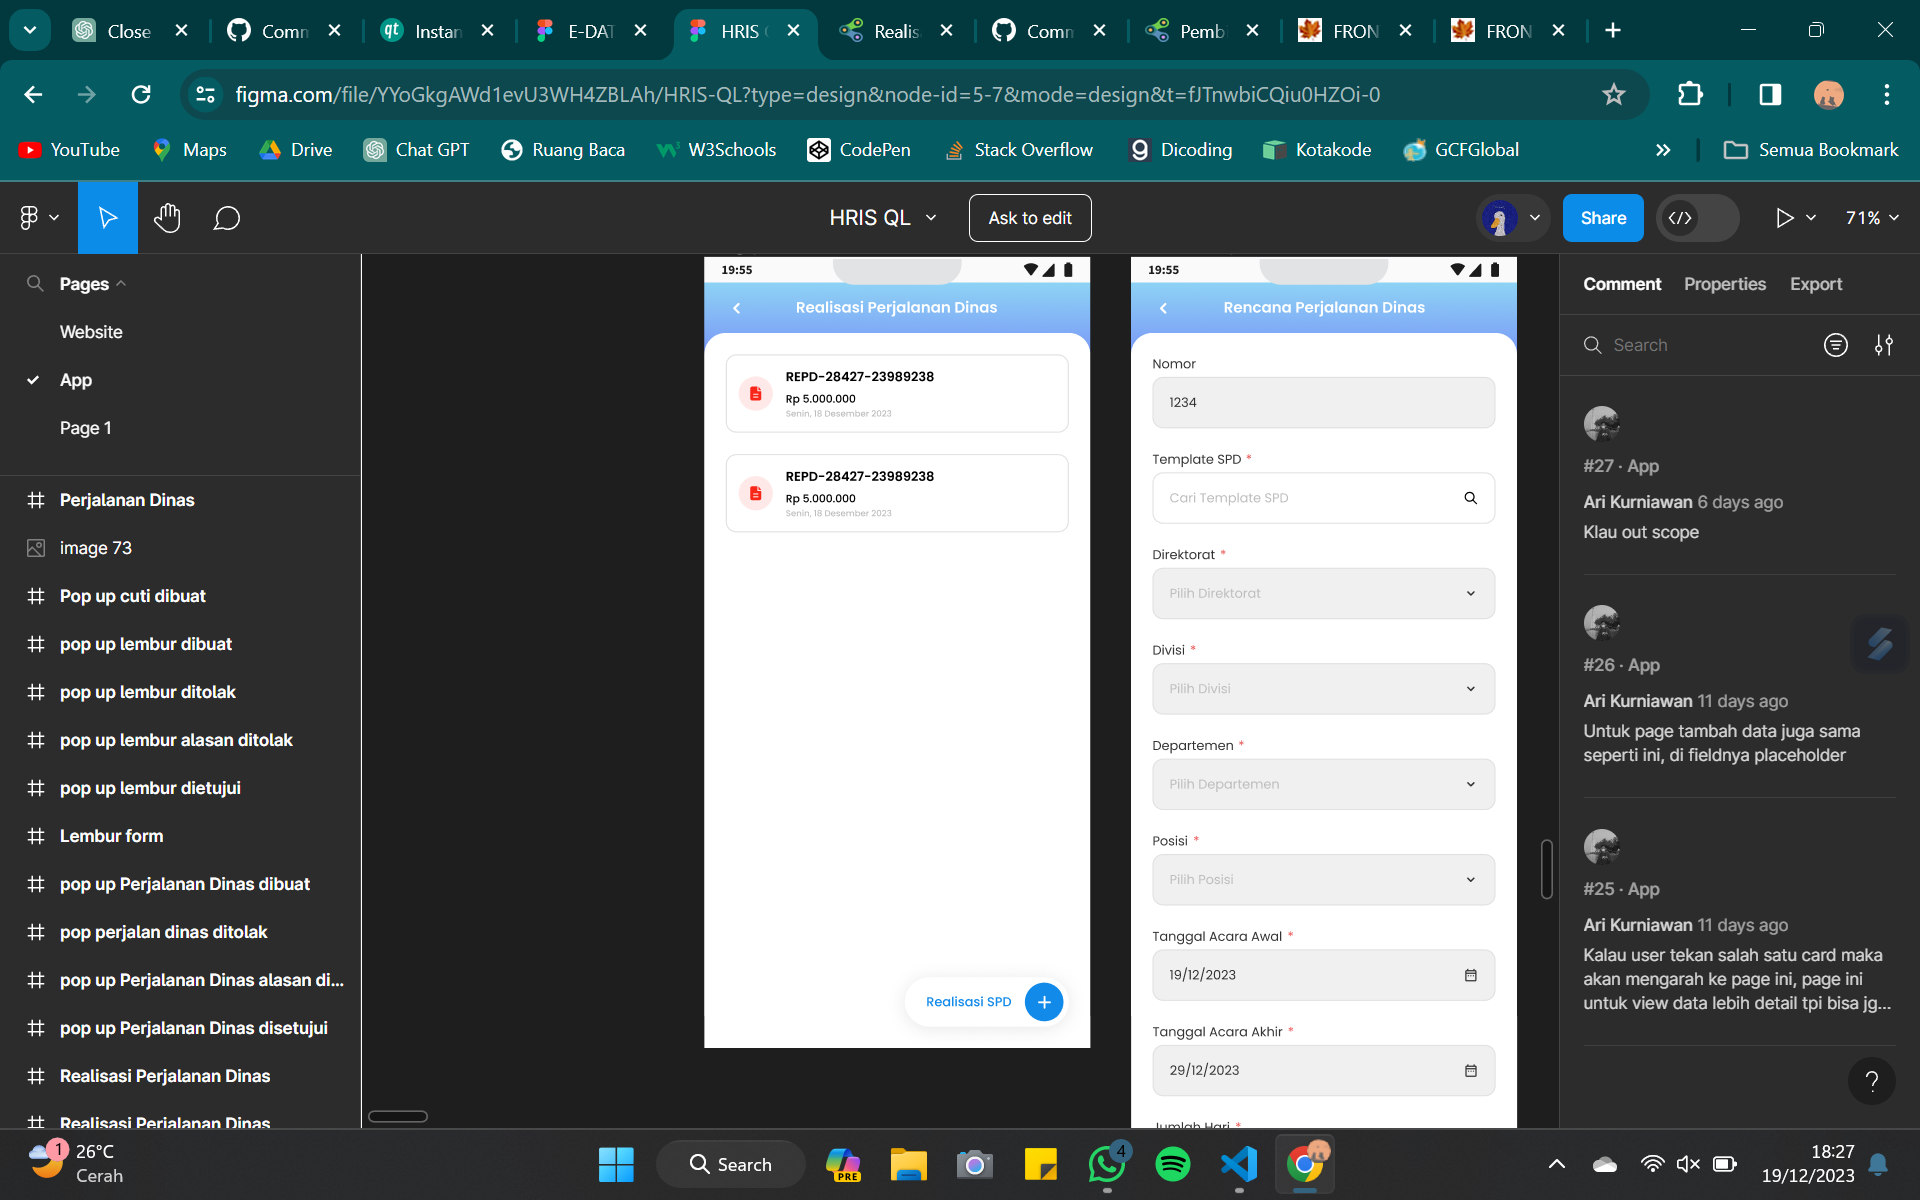 Close
Comm
Instan
E-DAT
HRIS
Realis
Comm
Pembi
FRON
FRON
figma.com/file/YYoGkgAWd1evU3WH4ZBLAh/HRIS-QL?type=design&node-id=5-7&mode=design&t=fJTnwbiCQiu0HZOi-0
YouTube
Maps
Drive
Chat GPT
Ruang Baca
W3Schools
CodePen
Stack Overflow
Dicoding
Kotakode
GCFGlobal
Semua Bookmark
HRIS QL
Ask to edit
Share
71%
Pages
Website
App
Page 1
Perjalanan Dinas
image 73
Pop up cuti dibuat
pop up lembur dibuat
pop up lembur ditolak
pop up lembur alasan ditolak
pop up lembur dietujui
Lembur form
pop up Perjalanan Dinas dibuat
pop perjalan dinas ditolak
pop up Perjalanan Dinas alasan di...
pop up Perjalanan Dinas disetujui
Realisasi Perjalanan Dinas
Realisasi Perjalanan Dinas
19:55
Realisasi Perjalanan Dinas
REPD-28427-23989238
Rp 5.000.000
Senin, 18 Desember 2023
REPD-28427-23989238
Rp 5.000.000
Senin, 18 Desember 2023
Realisasi SPD
19:55
Rencana Perjalanan Dinas
Nomor
1234
Template SPD *
Cari Template SPD
Direktorat *
Pilih Direktorat
Divisi *
Pilih Divisi
Departemen *
Pilih Departemen
Posisi *
Pilih Posisi
Tanggal Acara Awal *
19/12/2023
Tanggal Acara Akhir *
29/12/2023
Jumlah Hari *
Comment
Properties
Export
Search
#27 · App
Ari Kurniawan 6 days ago
Klau out scope
#26 · App
Ari Kurniawan 11 days ago
Untuk page tambah data juga sama
seperti ini, di fieldnya placeholder
#25 · App
Ari Kurniawan 11 days ago
Kalau user tekan salah satu card maka
akan mengarah ke page ini, page ini
untuk view data lebih detail tpi bisa jg...
?
1
26°C
Cerah
Search
PRE
4
18:27
19/12/2023